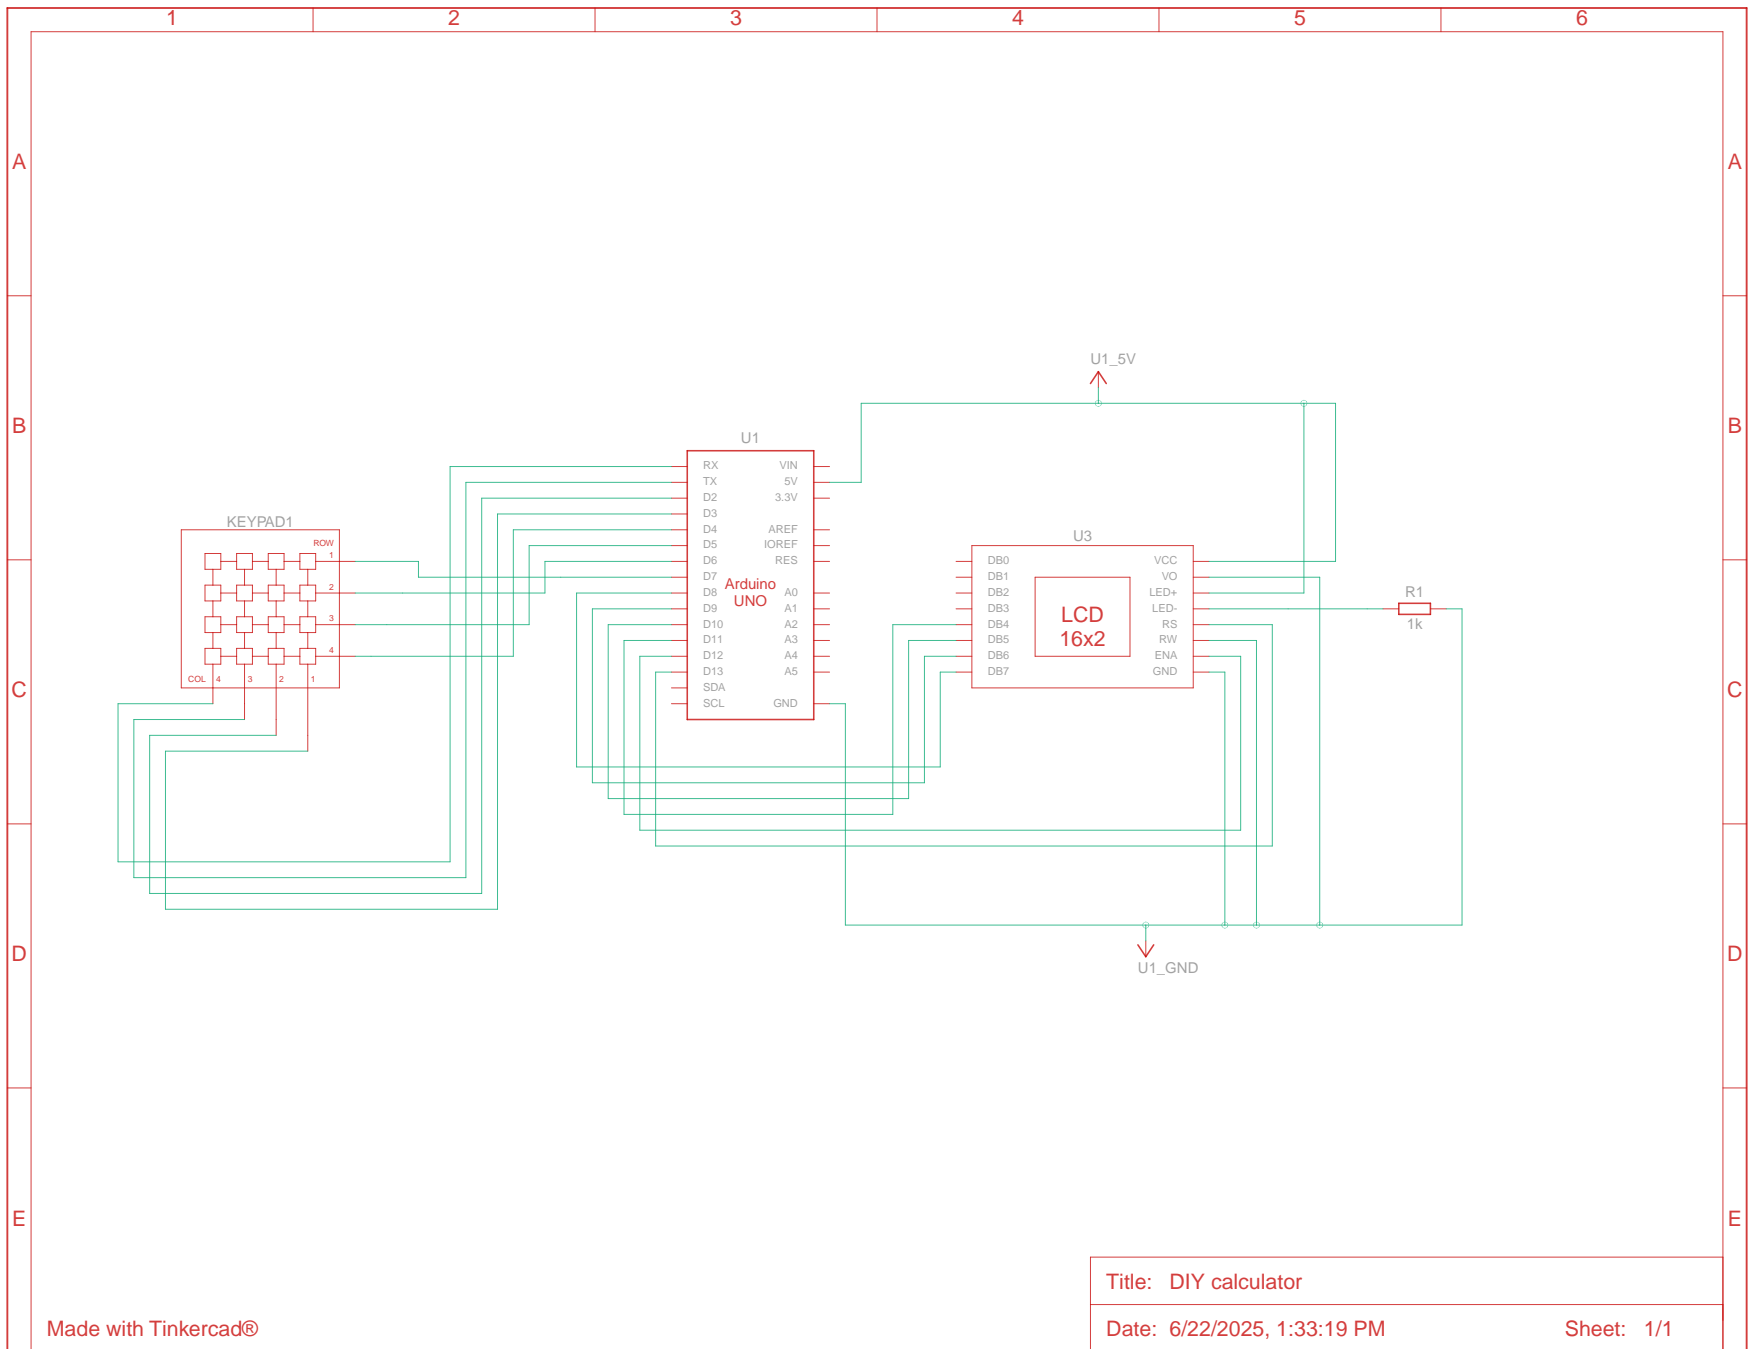 1 2 3 4 5 6
A A
U1_5V
B B
U1
RX VIN
TX 5V
D2 3.3V
D3
D4 AREF
D5 IOREF
D6 RES
D7
D8 A0
D9 A1
D10 A2
D11 A3
D12 A4
D13 A5
SDA
SCL GND
Arduino
UNO
KEYPAD1
ROW
1
2
3
4
COL 4 3 2 1
U3
DB0 VCC
DB1 VO
DB2 LED+
DB3 LED-
DB4 RS
DB5 RW
DB6 ENA
DB7 GND
LCD
16x2
R1
1k
C C
D D
U1_GND
E E
Title: DIY calculator
Made with Tinkercad®
Date: 6/22/2025, 1:33:19 PM Sheet: 1/1